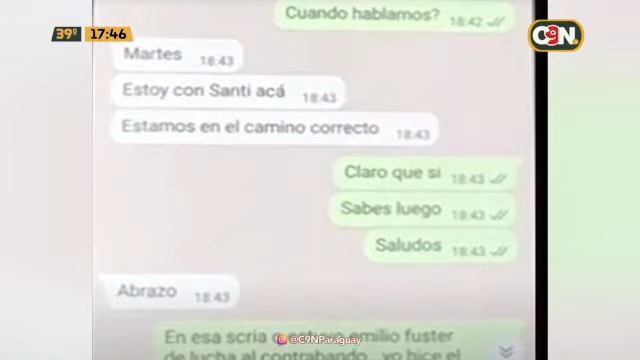 39º 17:46
C9N
Cuando hablamos? 18:42
Martes 18:43
Estoy con Santi acá 18:43
Estamos en el camino correcto 18:43
Claro que si 18:43
Sabes luego 18:43
Saludos 18:43
Abrazo 18:43
En esa scria emilio fuster
@C9NParaguay
de lucha al contrabando yo hice el